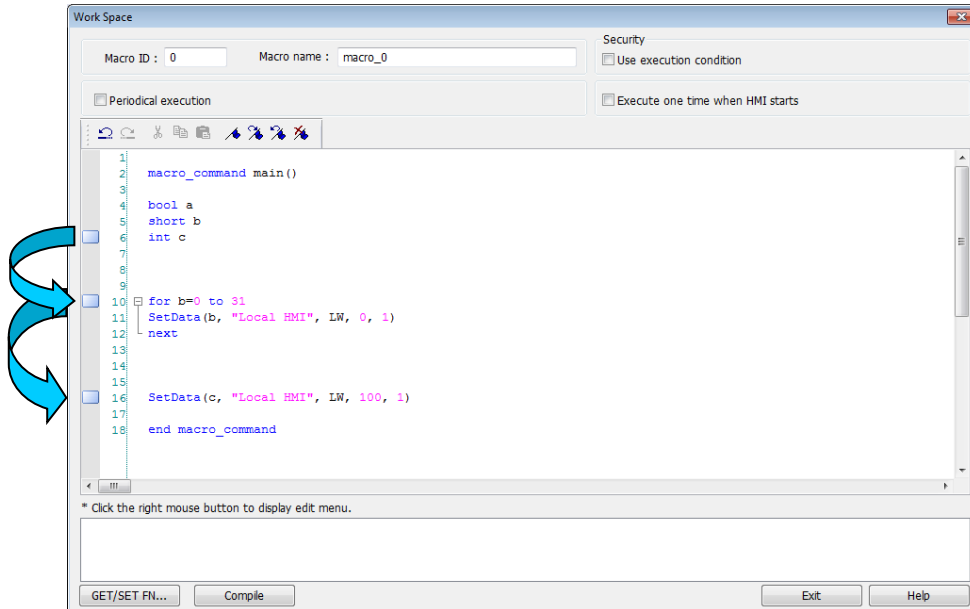 Work Space
Security
Macro ID : 0 Macro name : macro_0
Use execution condition
Periodical execution
Execute one time when HMI starts
1
2 macro_command main()
3
4 bool a
5 short b
6 int c
7
8
9
10 for b=0 to 31
11 SetData(b, "Local HMI", LW, 0, 1)
12 next
13
14
15
16 SetData(c, "Local HMI", LW, 100, 1)
17
18 end macro_command
* Click the right mouse button to display edit menu.
GET/SET FN... Compile Exit Help